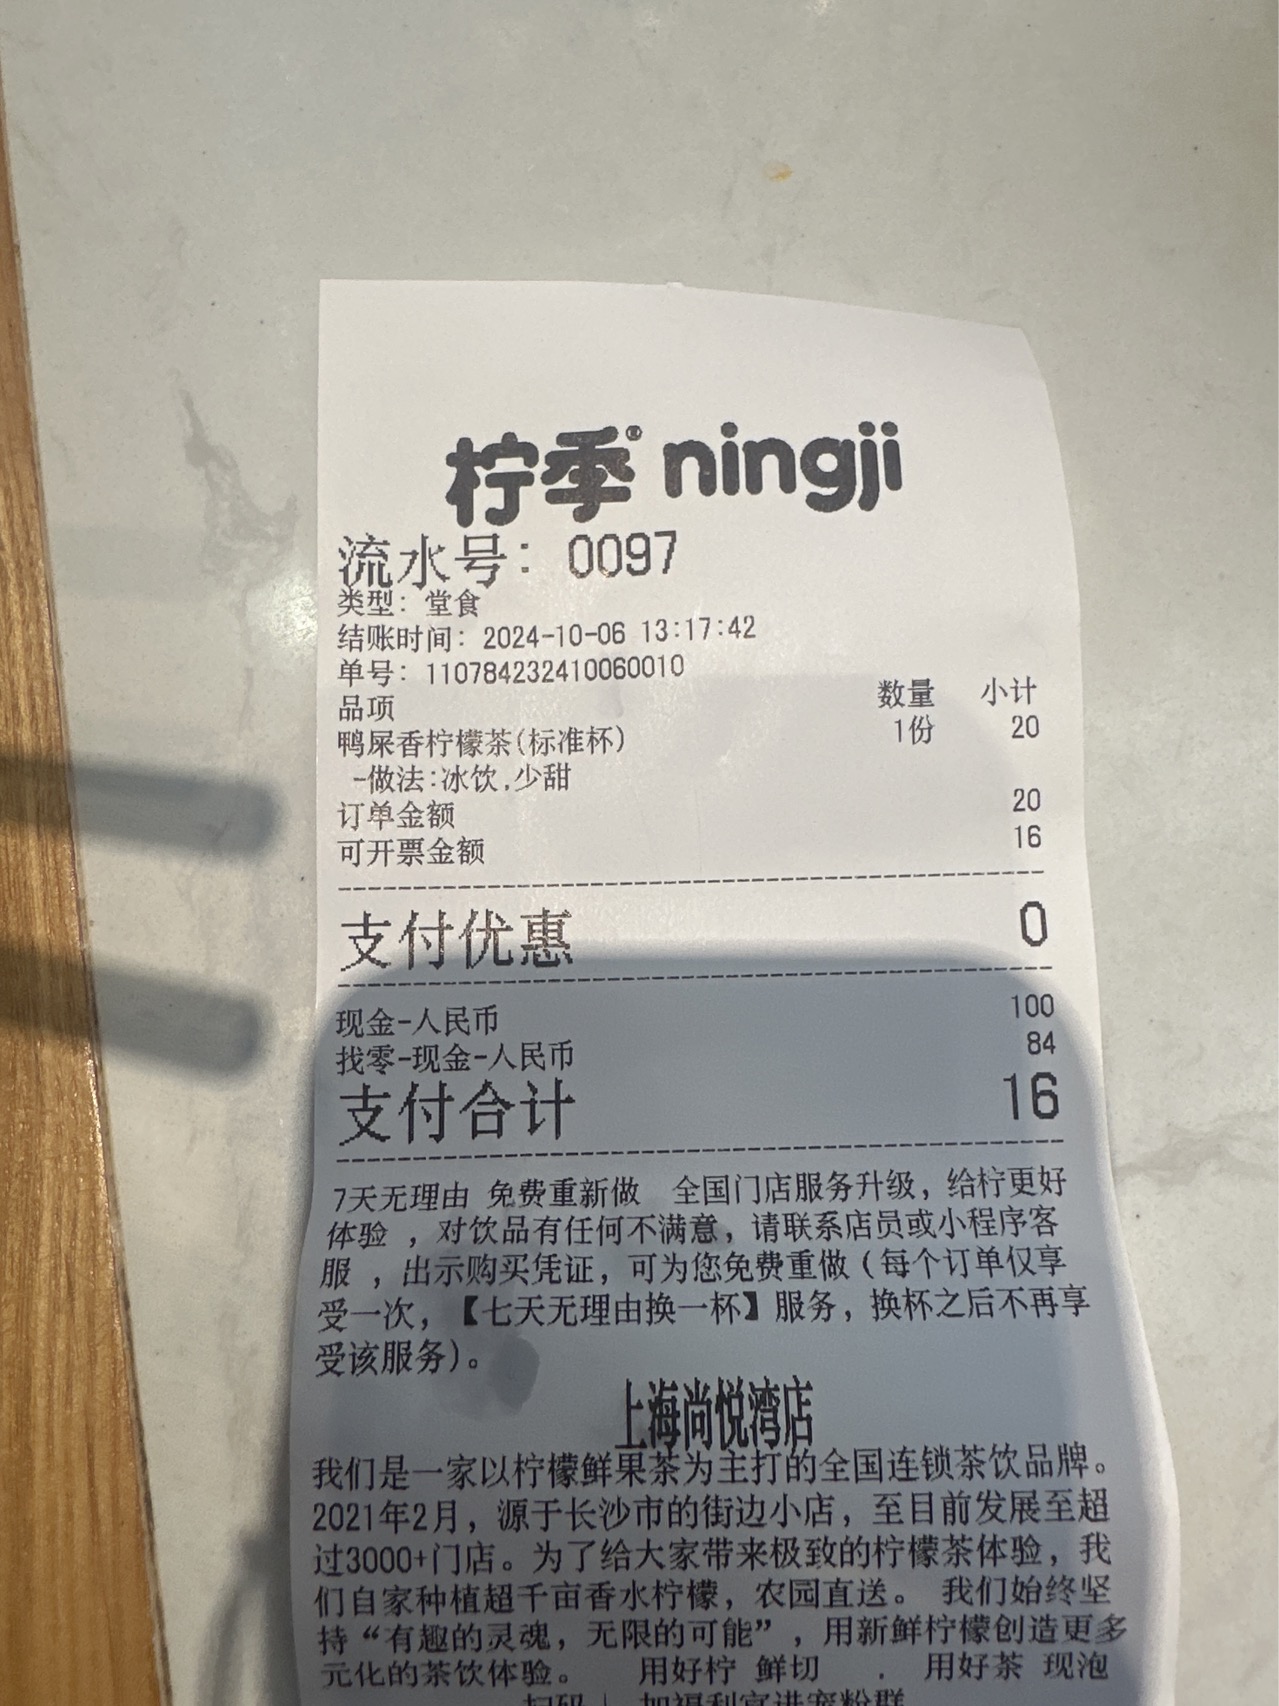 柠季® ningji
流水号: 0097
类型: 堂食
结账时间: 2024-10-06 13:17:42
单号: 110784232410060010
品项 数量 小计
鸭屎香柠檬茶(标准杯) 1份 20
-做法:冰饮,少甜
订单金额 20
可开票金额 16
支付优惠 0
现金-人民币 100
找零-现金-人民币 84
支付合计 16
7天无理由 免费重新做 全国门店服务升级，给柠更好
体验 ，对饮品有任何不满意，请联系店员或小程序客
服 ，出示购买凭证，可为您免费重做（每个订单仅享
受一次，【七天无理由换一杯】服务，换杯之后不再享
受该服务）。
上海尚悦湾店
我们是一家以柠檬鲜果茶为主打的全国连锁茶饮品牌。
2021年2月，源于长沙市的街边小店，至目前发展至超
过3000+门店。为了给大家带来极致的柠檬茶体验，我
们自家种植超千亩香水柠檬，农园直送。 我们始终坚
持“有趣的灵魂，无限的可能”，用新鲜柠檬创造更多
元化的茶饮体验。 用好柠 鲜切 . 用好茶 现泡